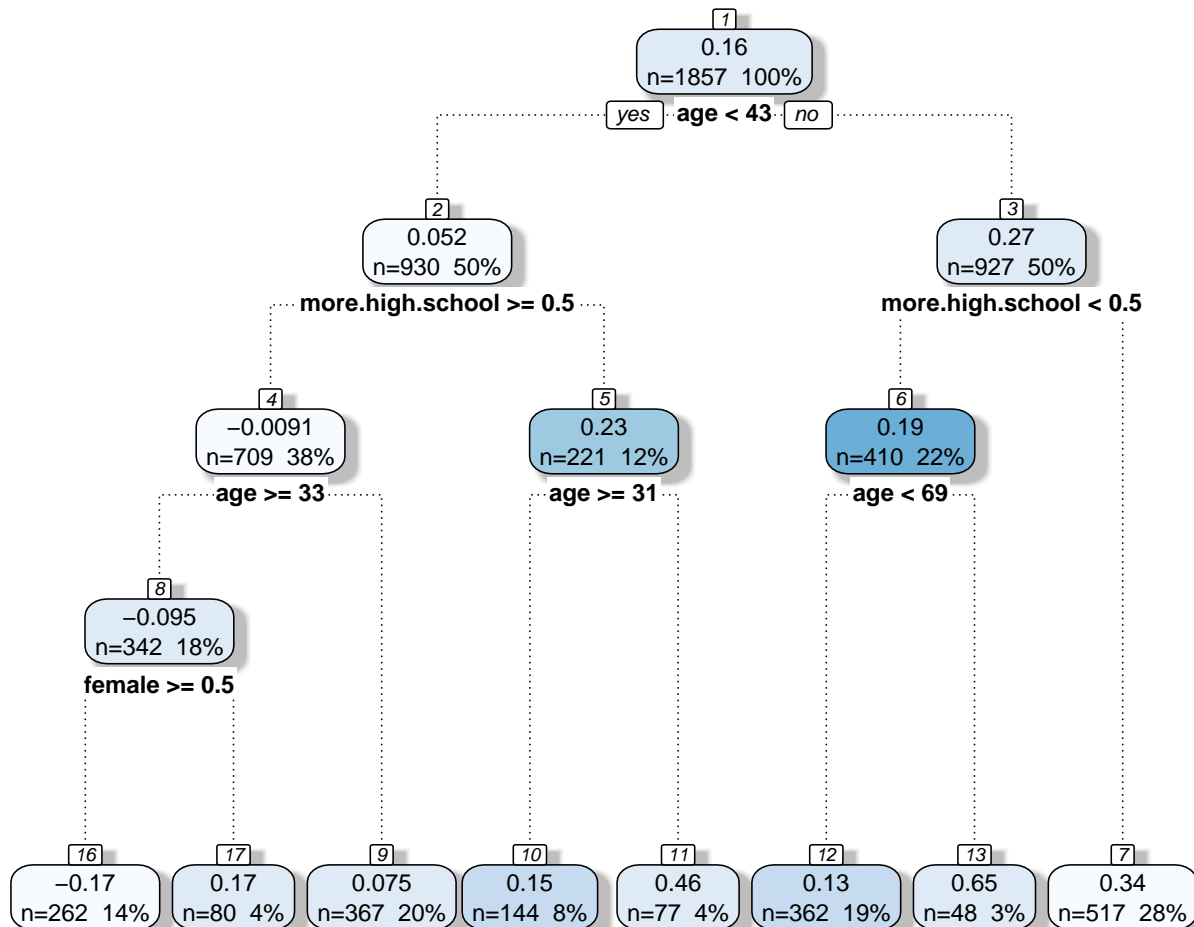 1
0.16
n=1857 100%
yes age < 43 no
2
0.052
n=930 50%
more.high.school >= 0.5
3
0.27
n=927 50%
more.high.school < 0.5
4
−0.0091
n=709 38%
age >= 33
5
0.23
n=221 12%
age >= 31
6
0.19
n=410 22%
age < 69
8
−0.095
n=342 18%
female >= 0.5
16
−0.17
n=262 14%
17
0.17
n=80 4%
9
0.075
n=367 20%
10
0.15
n=144 8%
11
0.46
n=77 4%
12
0.13
n=362 19%
13
0.65
n=48 3%
7
0.34
n=517 28%